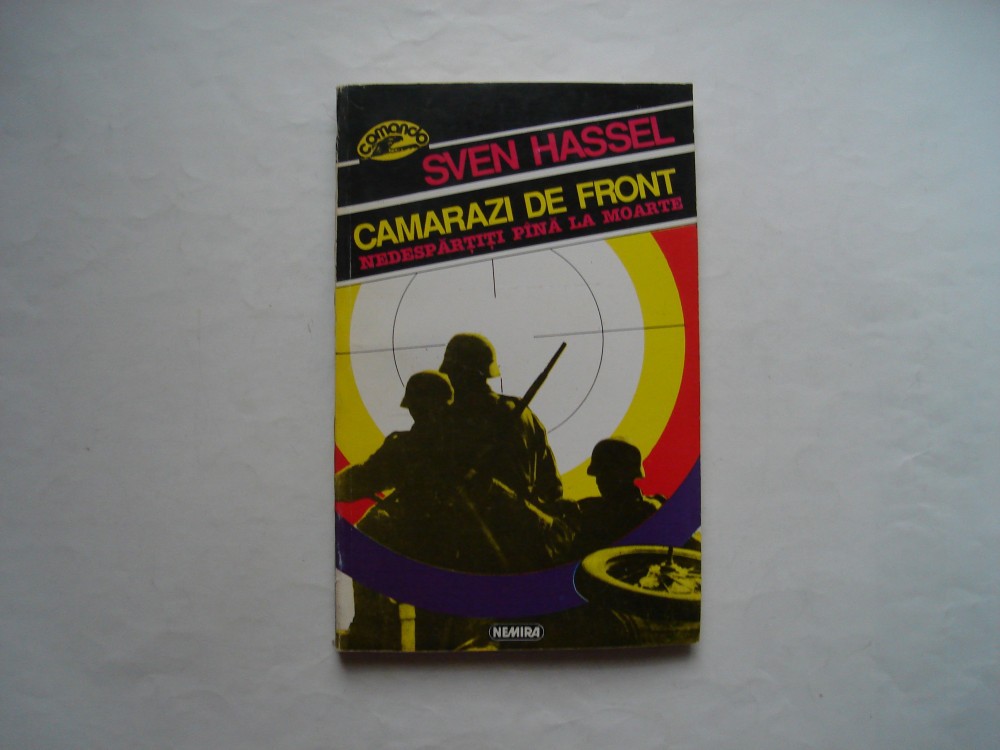 comando
SVEN HASSEL
CAMARAZI DE FRONT
NEDESPĂRȚIȚI PÎNĂ LA MOARTE
NEMIRA